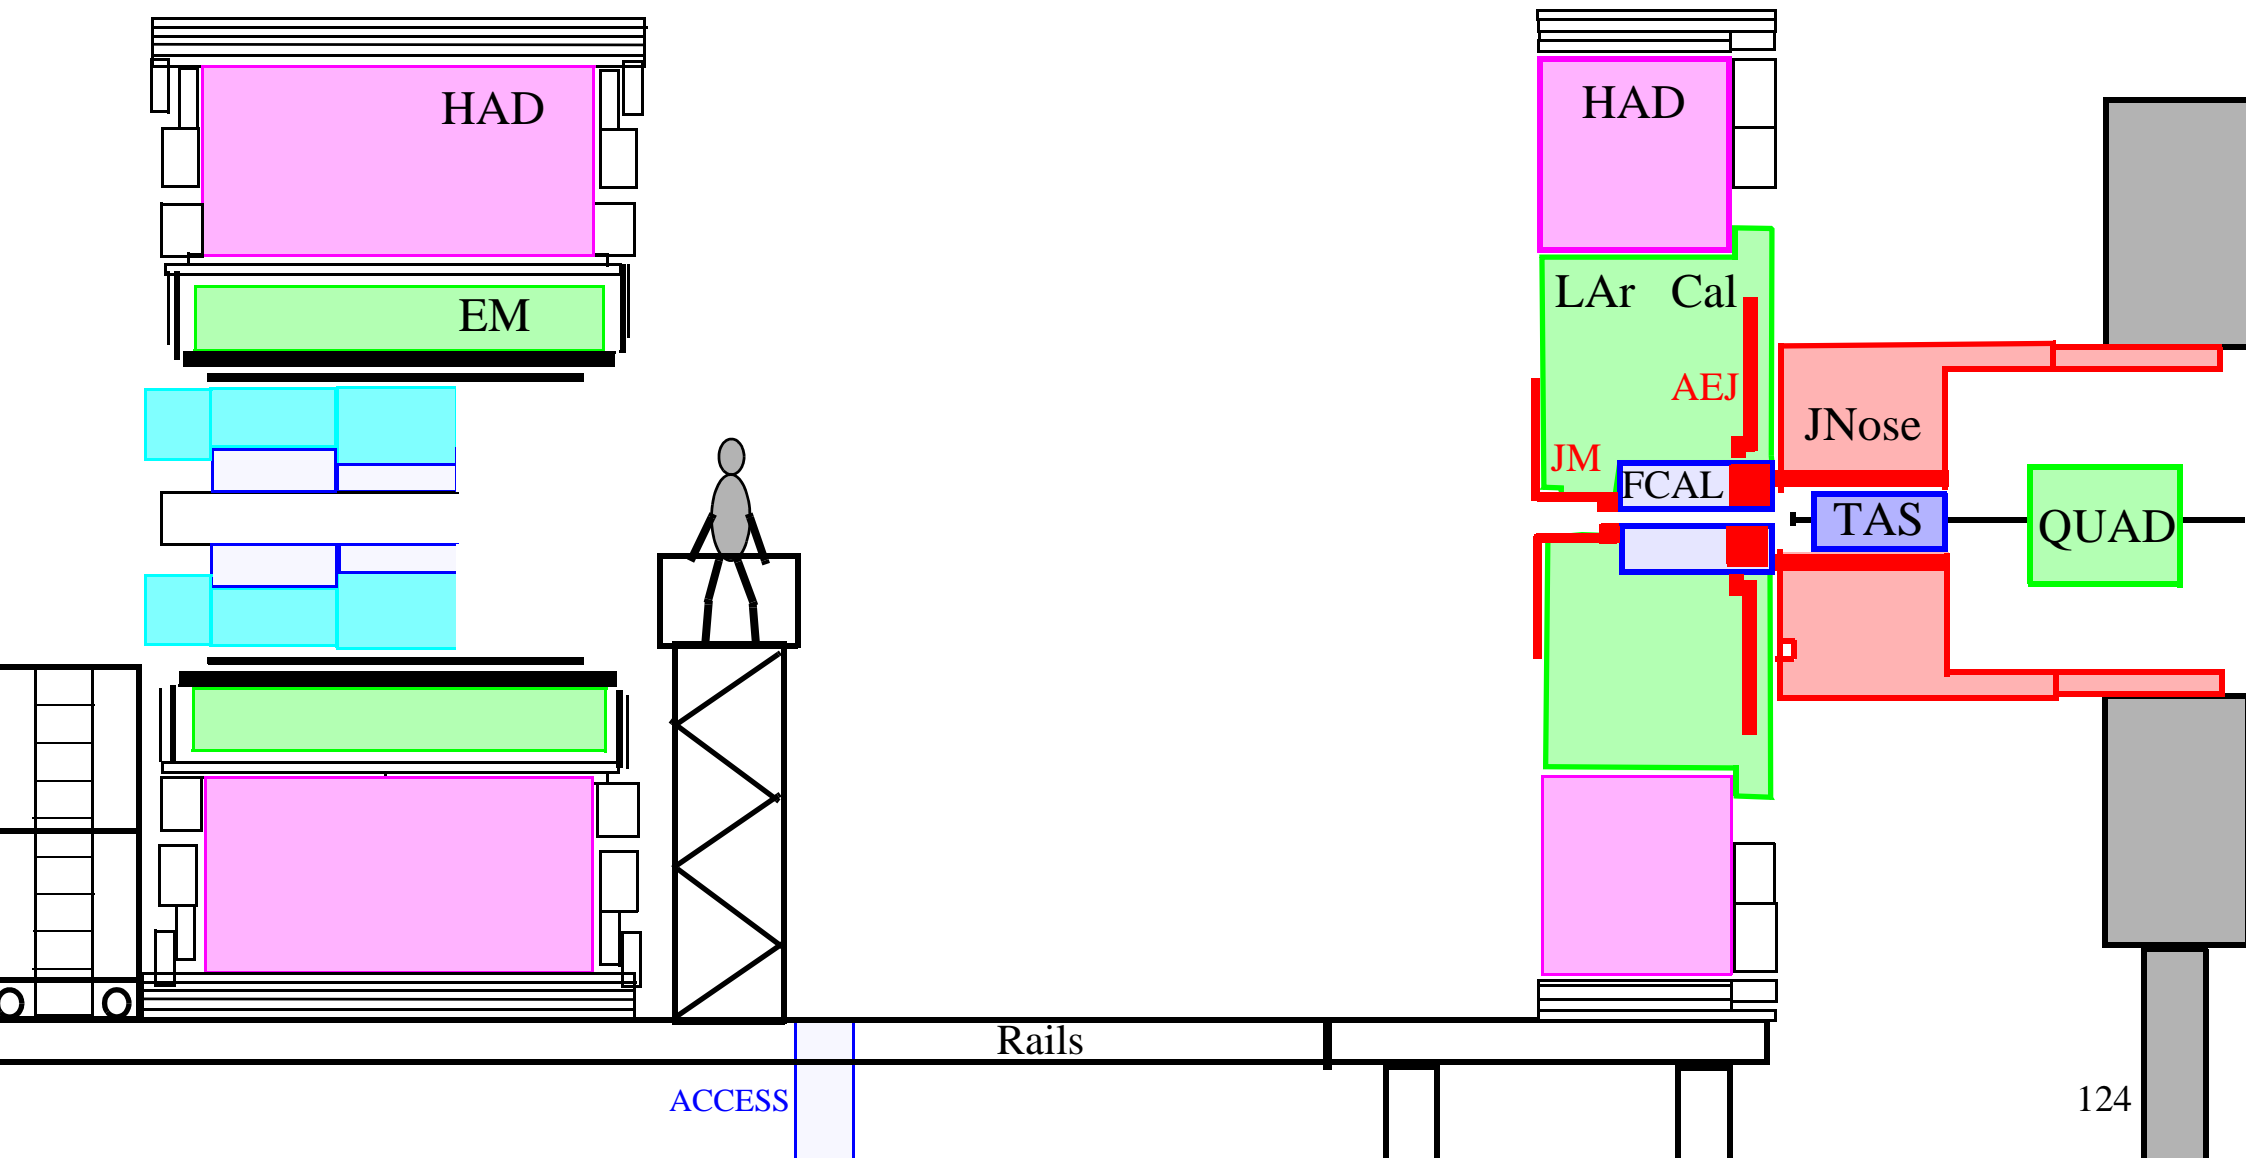 HAD
HAD
EM
LAr Cal
AEJ
JNose
JM
FCAL
TAS
QUAD
Rails
ACCESS
124